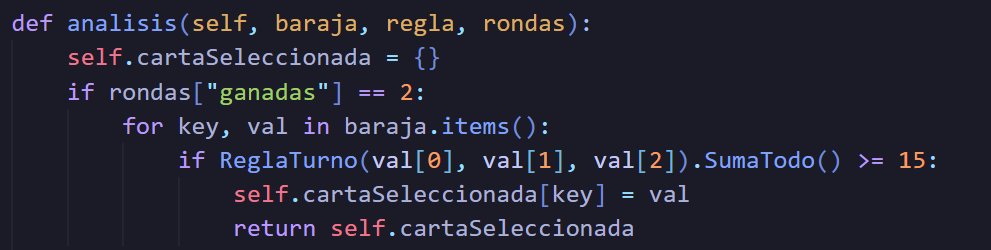 def analisis(self, baraja, regla, rondas):
    self.cartaSeleccionada = {}
    if rondas["ganadas"] == 2:
        for key, val in baraja.items():
            if ReglaTurno(val[0], val[1], val[2]).SumaTodo() >= 15:
                self.cartaSeleccionada[key] = val
                return self.cartaSeleccionada